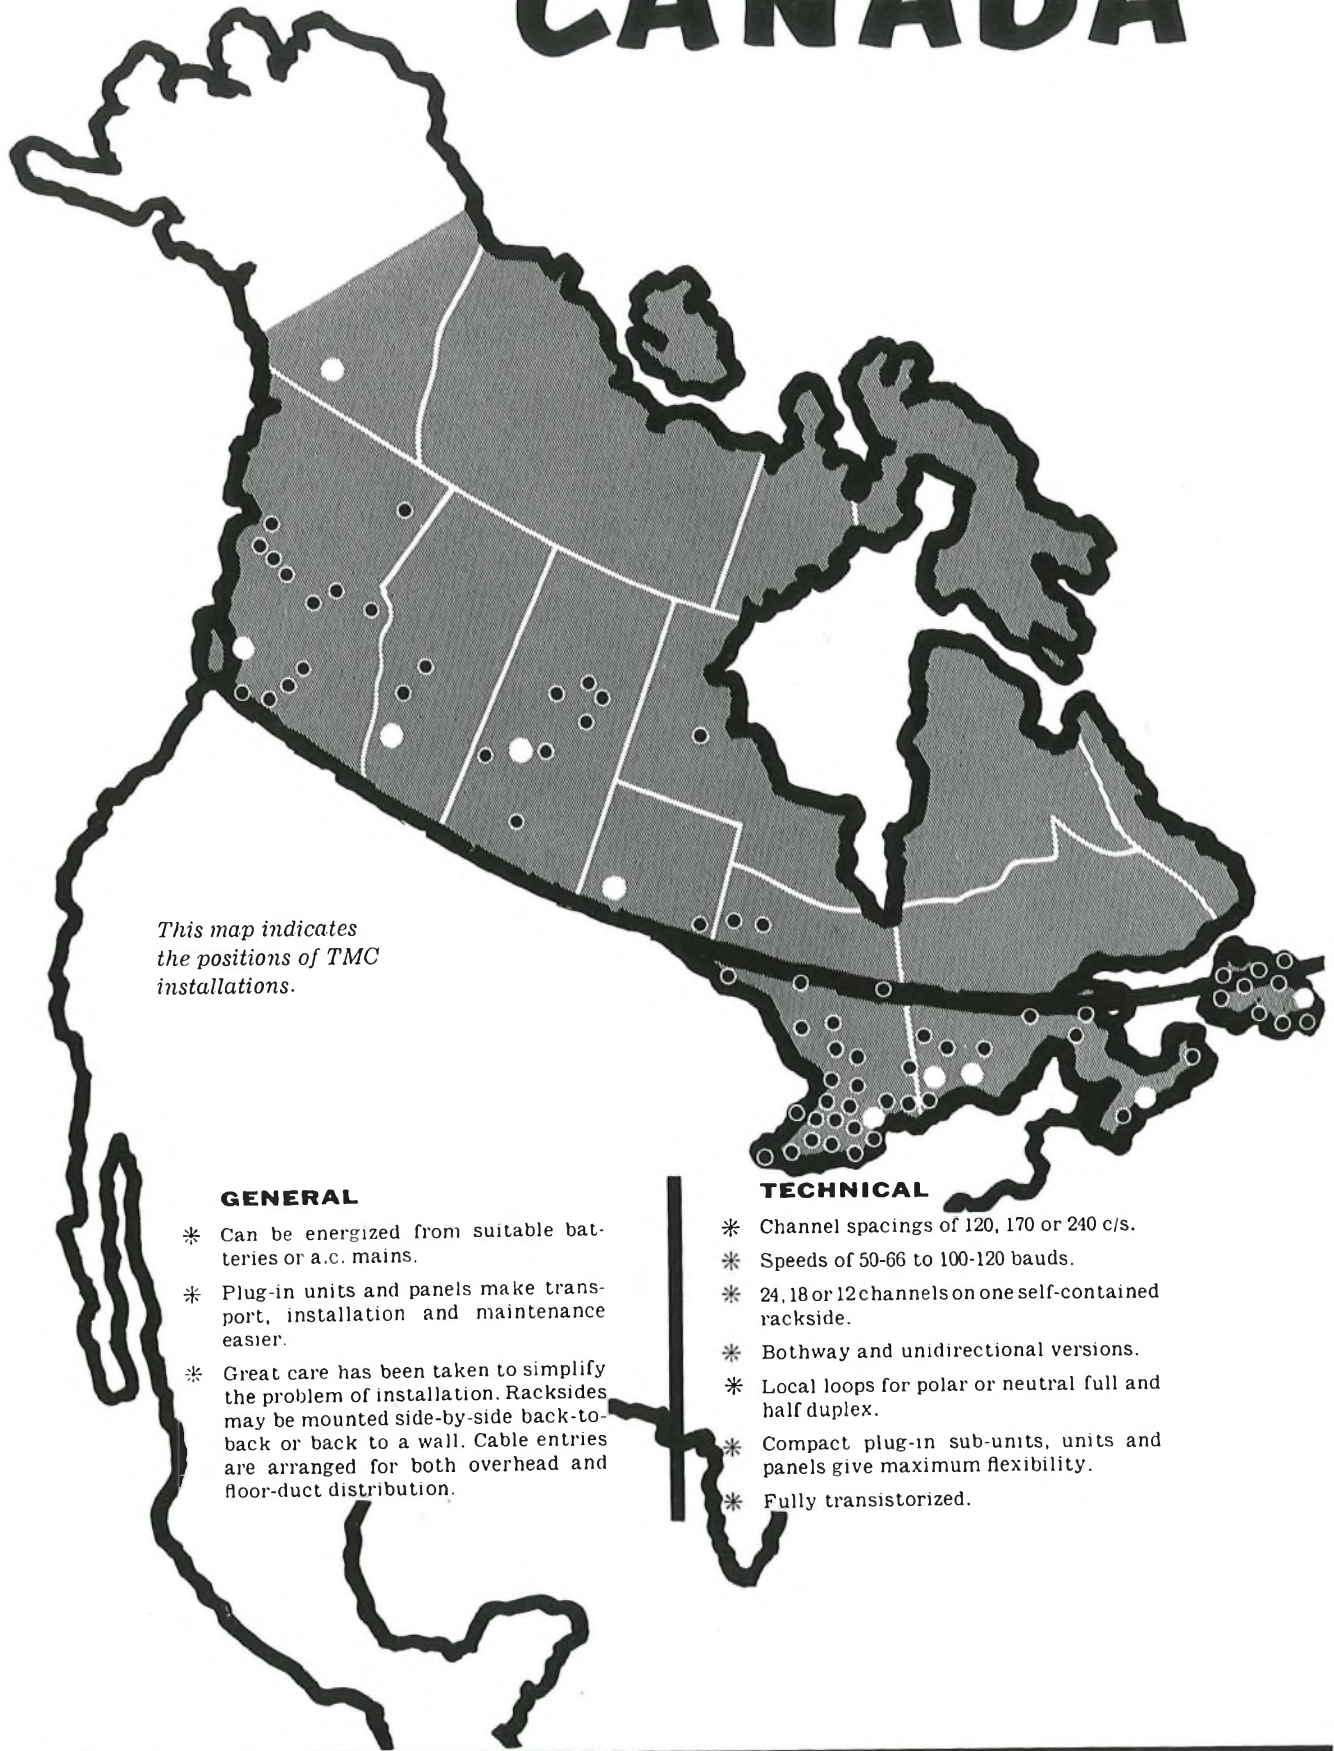 CANADA
This map indicates
the positions of TMC
installations.
GENERAL
✳ Can be energized from suitable bat-
teries or a.c. mains.
✳ Plug-in units and panels make trans-
port, installation and maintenance
easier.
✳ Great care has been taken to simplify
the problem of installation. Racksides
may be mounted side-by-side back-to-
back or back to a wall. Cable entries
are arranged for both overhead and
floor-duct distribution.
TECHNICAL
✳ Channel spacings of 120, 170 or 240 c/s.
✳ Speeds of 50-66 to 100-120 bauds.
✳ 24, 18 or 12 channels on one self-contained
rackside.
✳ Bothway and unidirectional versions.
✳ Local loops for polar or neutral full and
half duplex.
✳ Compact plug-in sub-units, units and
panels give maximum flexibility.
✳ Fully transistorized.